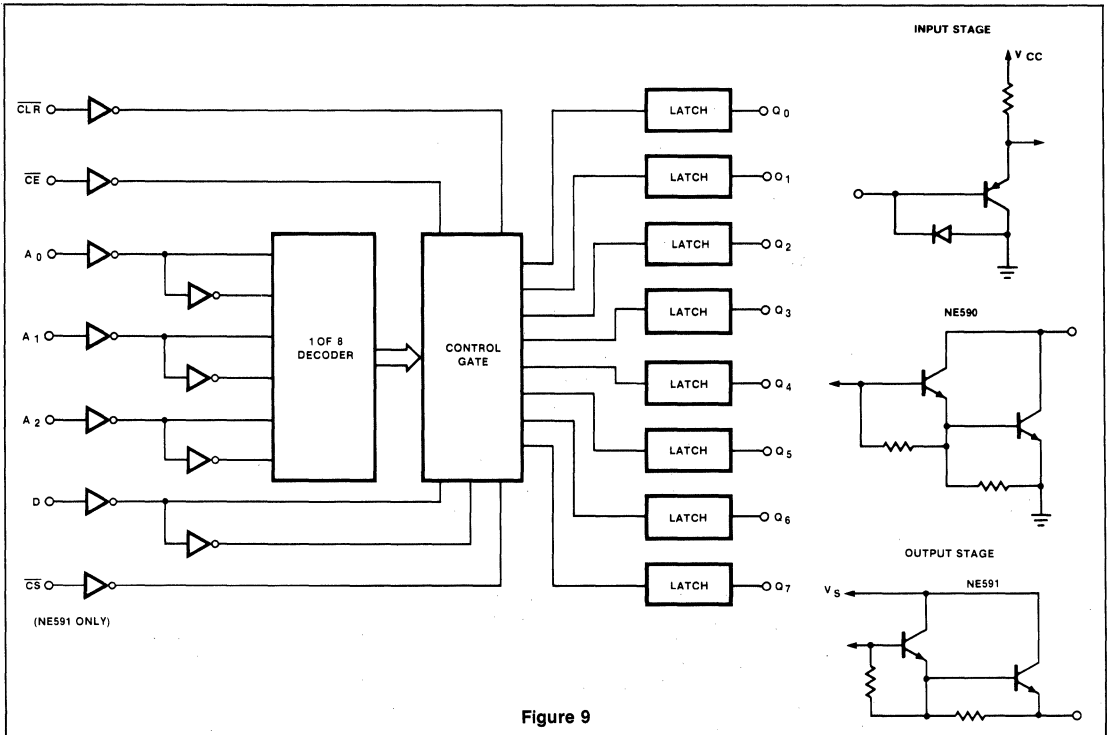 INPUT STAGE
V CC
CLR
CE
A 0
A 1
A 2
D
CS
(NE591 ONLY)
1 OF 8
DECODER
CONTROL
GATE
LATCH
Q 0
LATCH
Q 1
LATCH
Q 2
LATCH
Q 3
LATCH
Q 4
LATCH
Q 5
LATCH
Q 6
LATCH
Q 7
NE590
OUTPUT STAGE
NE591
V S
Figure 9